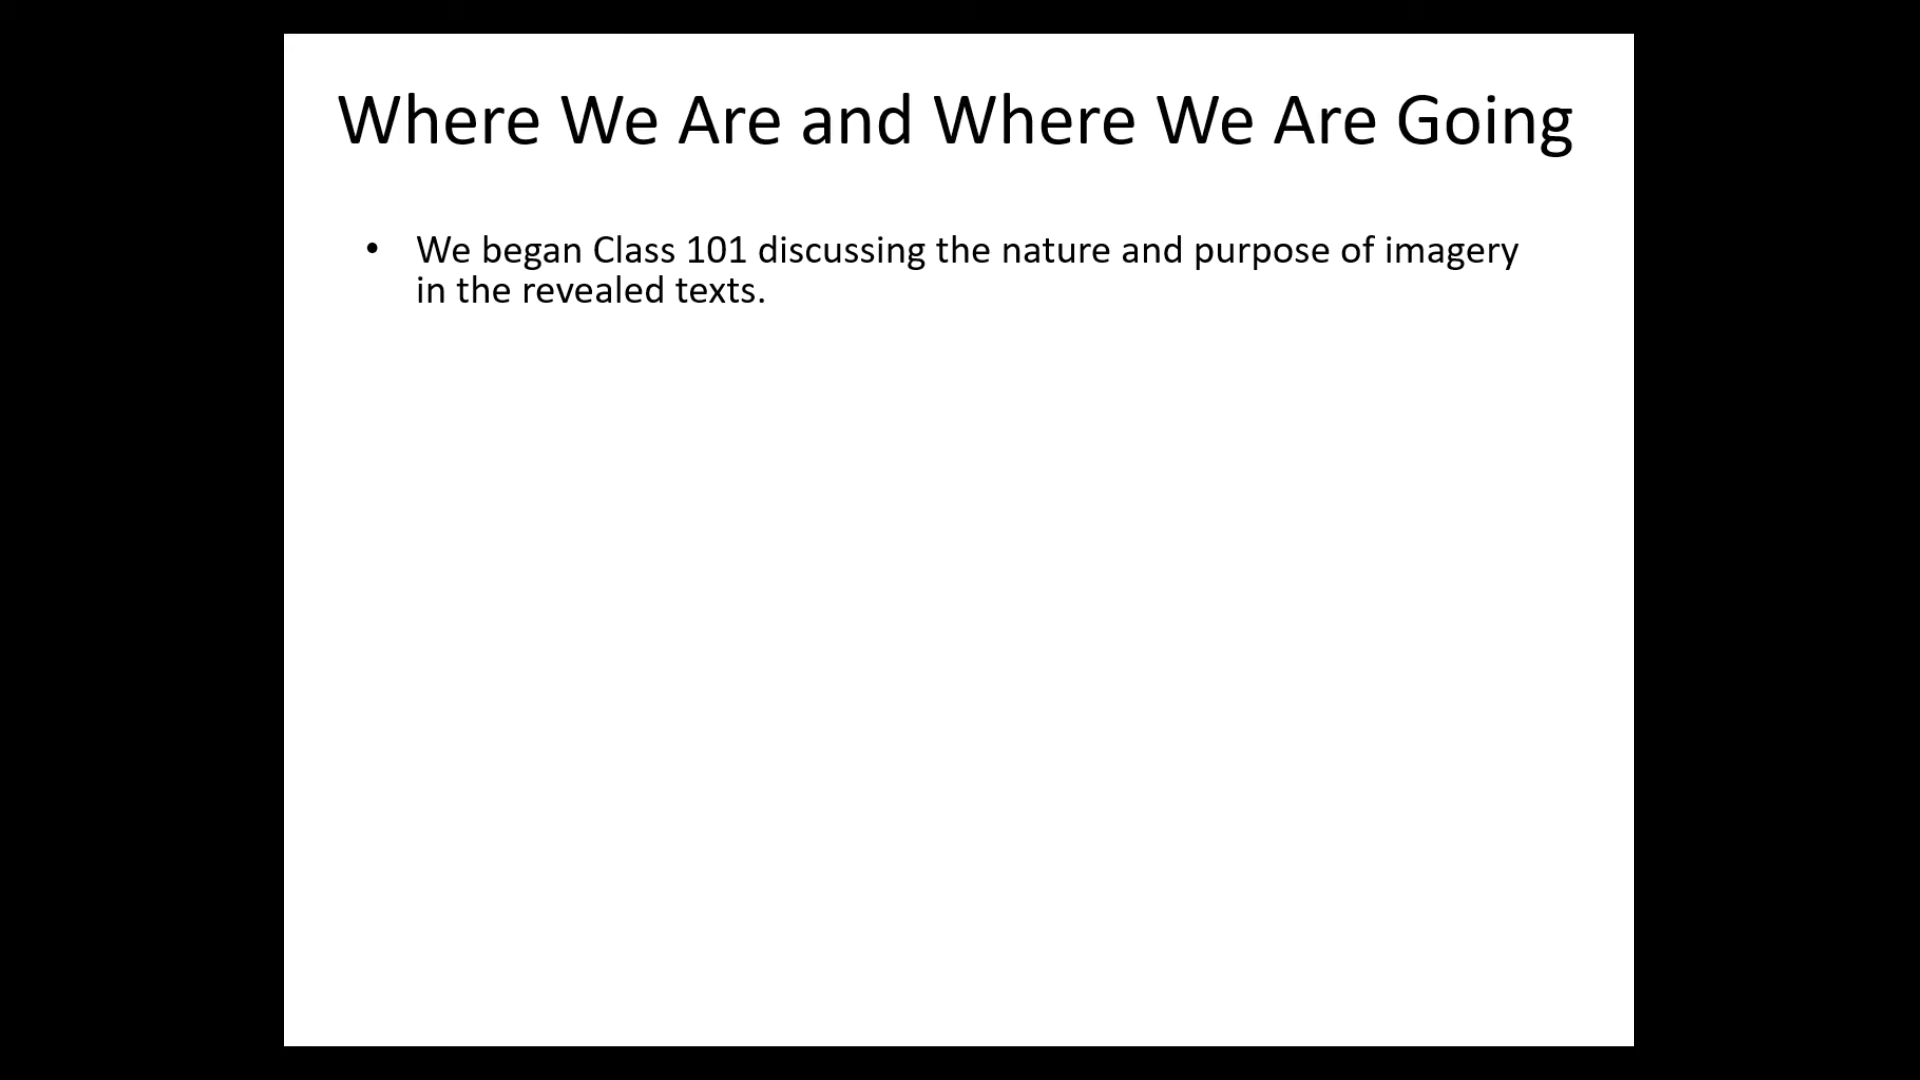 Where We Are and Where We Are Going
• We began Class 101 discussing the nature and purpose of imagery
in the revealed texts.